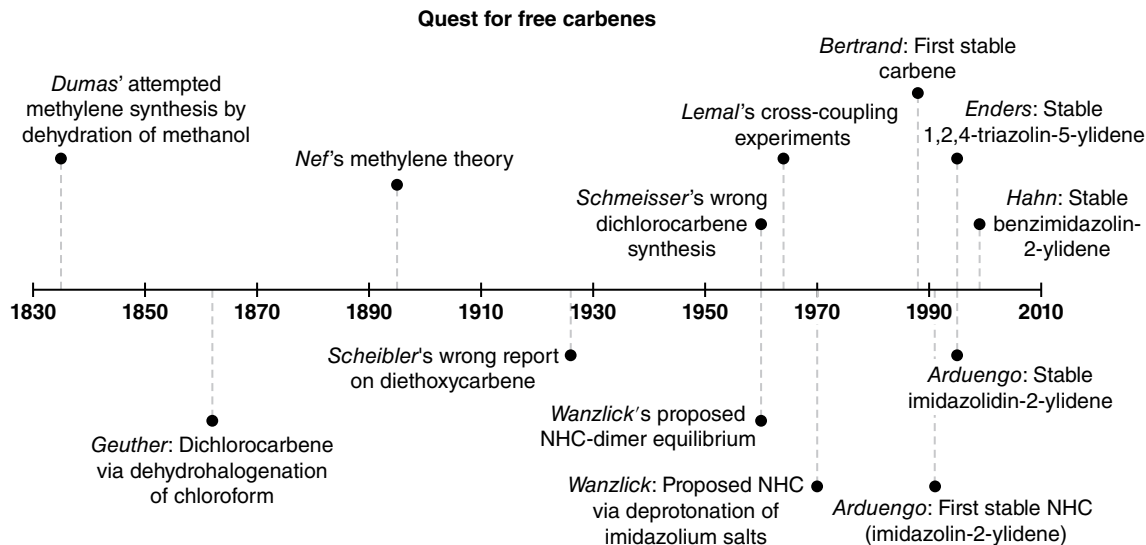 Quest for free carbenes
Dumas' attempted
methylene synthesis by
dehydration of methanol
Nef's methylene theory
Schmeisser's wrong
dichlorocarbene
synthesis
Lemal's cross-coupling
experiments
Bertrand: First stable
carbene
Enders: Stable
1,2,4-triazolin-5-ylidene
Hahn: Stable
benzimidazolin-
2-ylidene
1830 1850 1870 1890 1910 1930 1950 1970 1990 2010
Geuther: Dichlorocarbene
via dehydrohalogenation
of chloroform
Scheibler's wrong report
on diethoxycarbene
Wanzlick's proposed
NHC-dimer equilibrium
Wanzlick: Proposed NHC
via deprotonation of
imidazolium salts
Arduengo: Stable
imidazolidin-2-ylidene
Arduengo: First stable NHC
(imidazolin-2-ylidene)